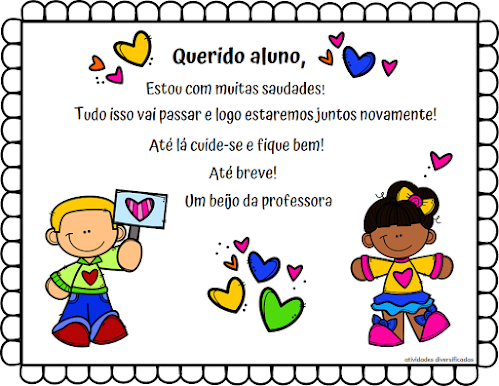 Querido aluno,
Estou com muitas saudades!
Tudo isso vai passar e logo estaremos juntos novamente!
Até lá cuide-se e fique bem!
Até breve!
Um beijo da professora
atividades diversificadas